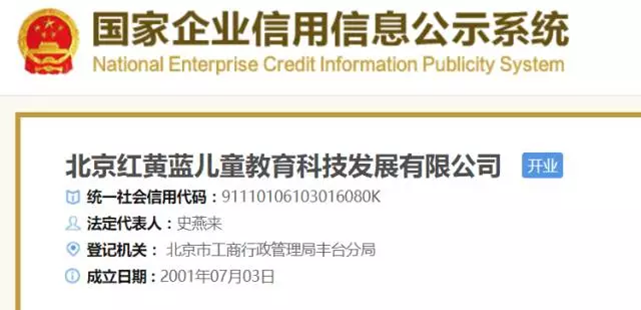 国家企业信用信息公示系统
National Enterprise Credit Information Publicity System
北京红黄蓝儿童教育科技发展有限公司 开业
统一社会信用代码：91110106103016080K
法定代表人：史燕来
登记机关： 北京市工商行政管理局丰台分局
成立日期：2001年07月03日